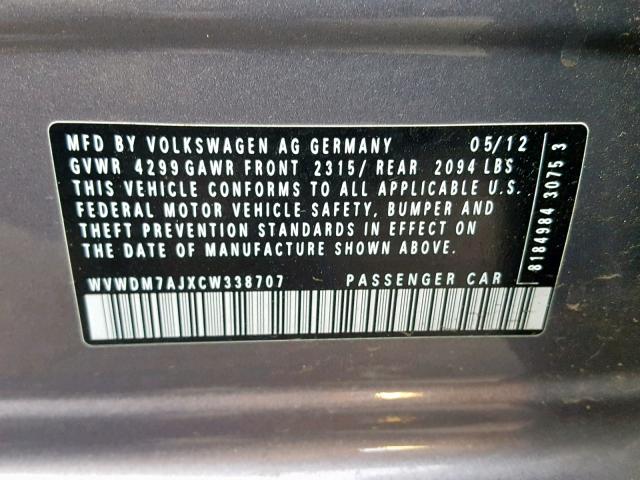 MFD BY VOLKSWAGEN AG GERMANY 05/12
GVWR 4299 GAWR FRONT 2315/ REAR 2094 LBS
THIS VEHICLE CONFORMS TO ALL APPLICABLE U.S.
FEDERAL MOTOR VEHICLE SAFETY, BUMPER AND
THEFT PREVENTION STANDARDS IN EFFECT ON
THE DATE OF MANUFACTURE SHOWN ABOVE.
WVWDM7AJXCW338707 PASSENGER CAR
8184984 3075 3